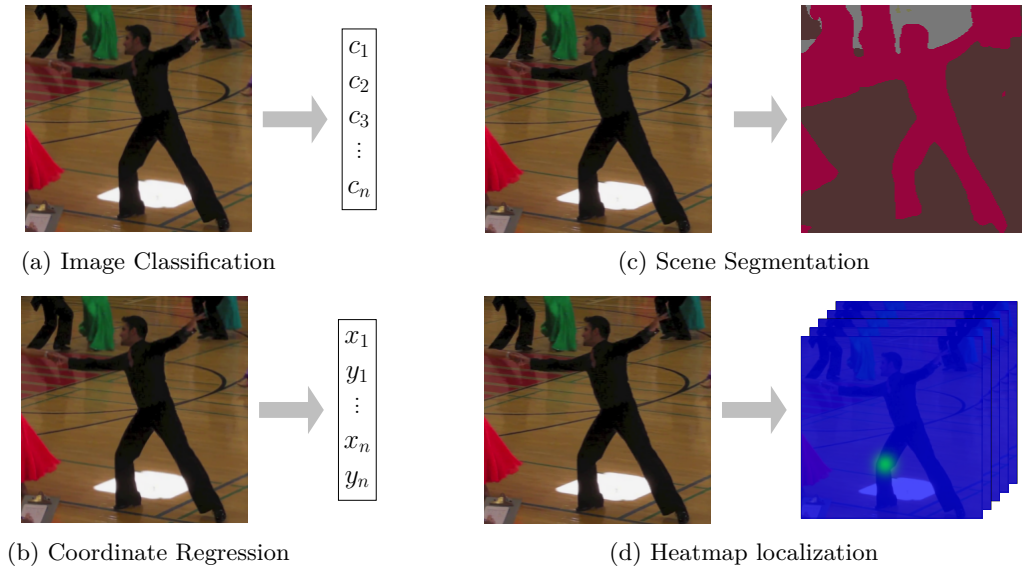 c₁
c₂
c₃
⋮
cₙ
(a) Image Classification
(c) Scene Segmentation
x₁
y₁
⋮
xₙ
yₙ
(b) Coordinate Regression
(d) Heatmap localization